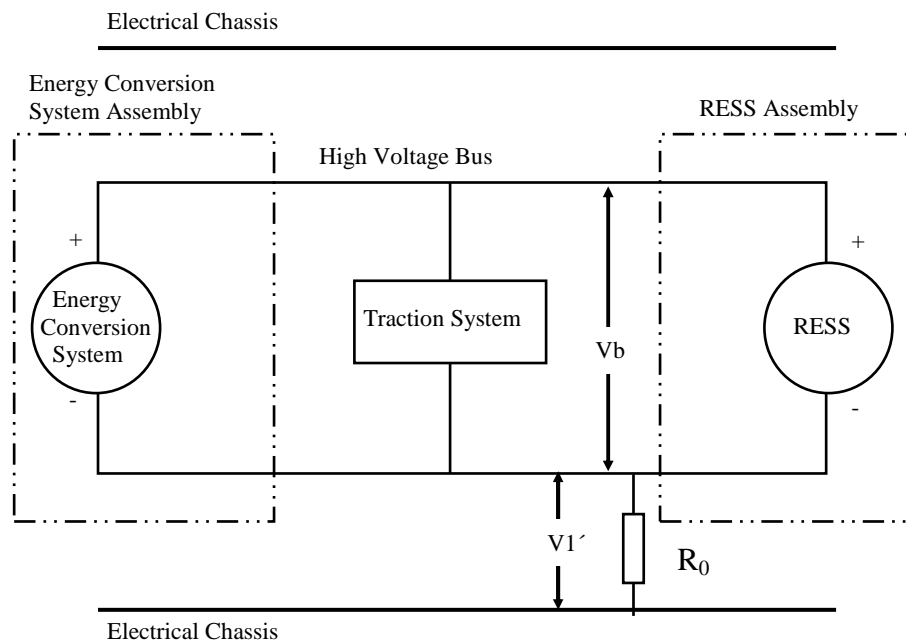 Electrical Chassis
Energy Conversion
System Assembly
RESS Assembly
High Voltage Bus
+
+
Energy
Conversion
System
Traction System
Vb
RESS
-
-
V1´
R₀
Electrical Chassis